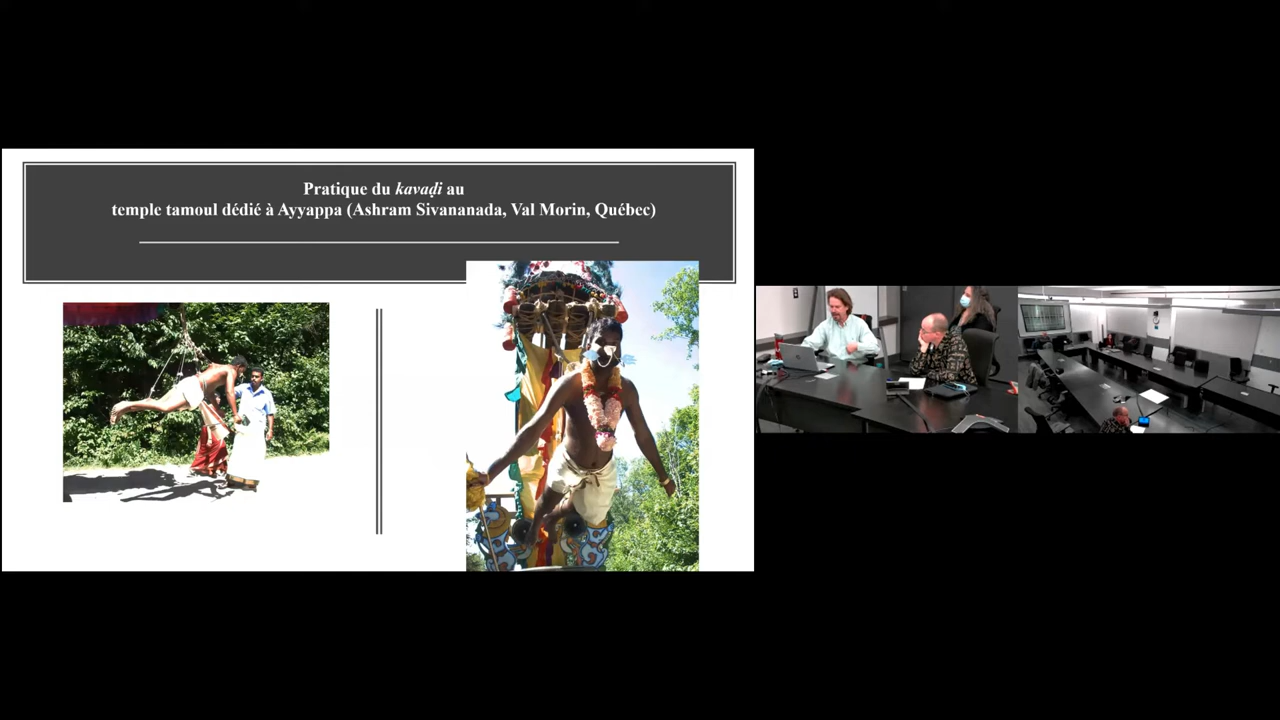 Pratique du kavaḍi au
temple tamoul dédié à Ayyappa (Ashram Sivananada, Val Morin, Québec)